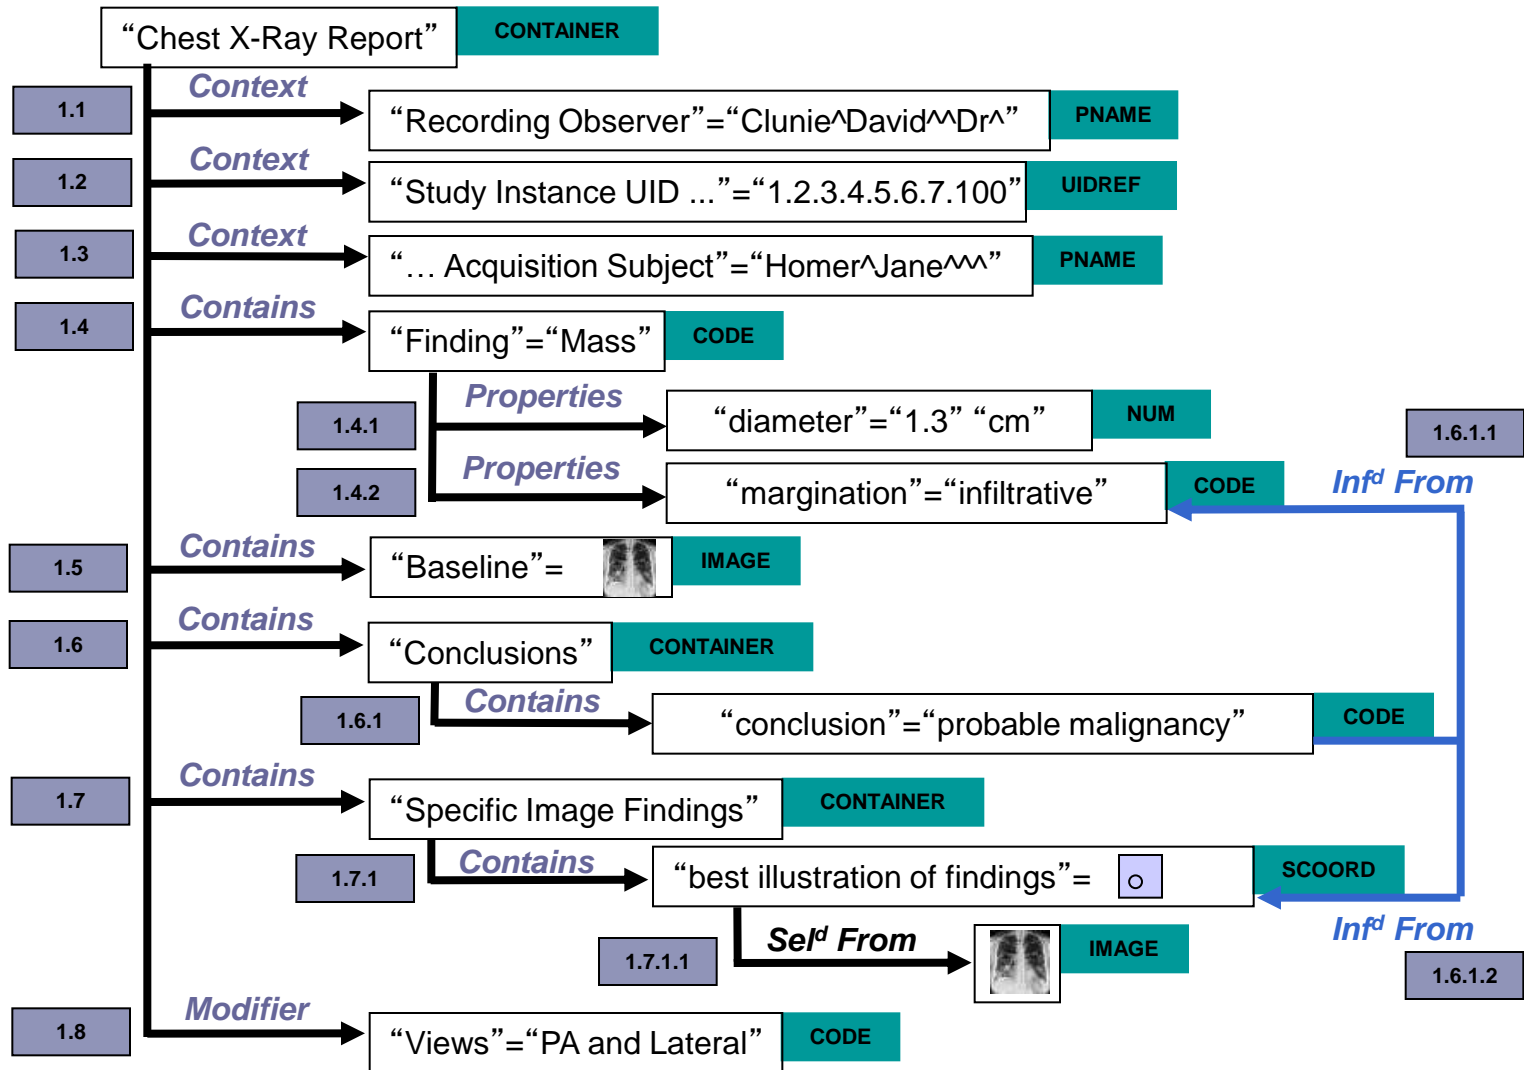 “Chest X-Ray Report” CONTAINER
1.1 Context “Recording Observer”=“Clunie^David^^Dr^” PNAME
1.2 Context “Study Instance UID ...”=“1.2.3.4.5.6.7.100” UIDREF
1.3 Context “... Acquisition Subject”=“Homer^Jane^^^” PNAME
1.4 Contains “Finding”=“Mass” CODE
1.4.1 Properties “diameter”=“1.3” “cm” NUM
1.6.1.1
1.4.2 Properties “margination”=“infiltrative” CODE
Infd From
1.5 Contains “Baseline”= IMAGE
1.6 Contains “Conclusions” CONTAINER
1.6.1 Contains “conclusion”=“probable malignancy” CODE
1.7 Contains “Specific Image Findings” CONTAINER
1.7.1 Contains “best illustration of findings”= SCOORD
Infd From
1.7.1.1 Seld From IMAGE
1.6.1.2
1.8 Modifier “Views”=“PA and Lateral” CODE